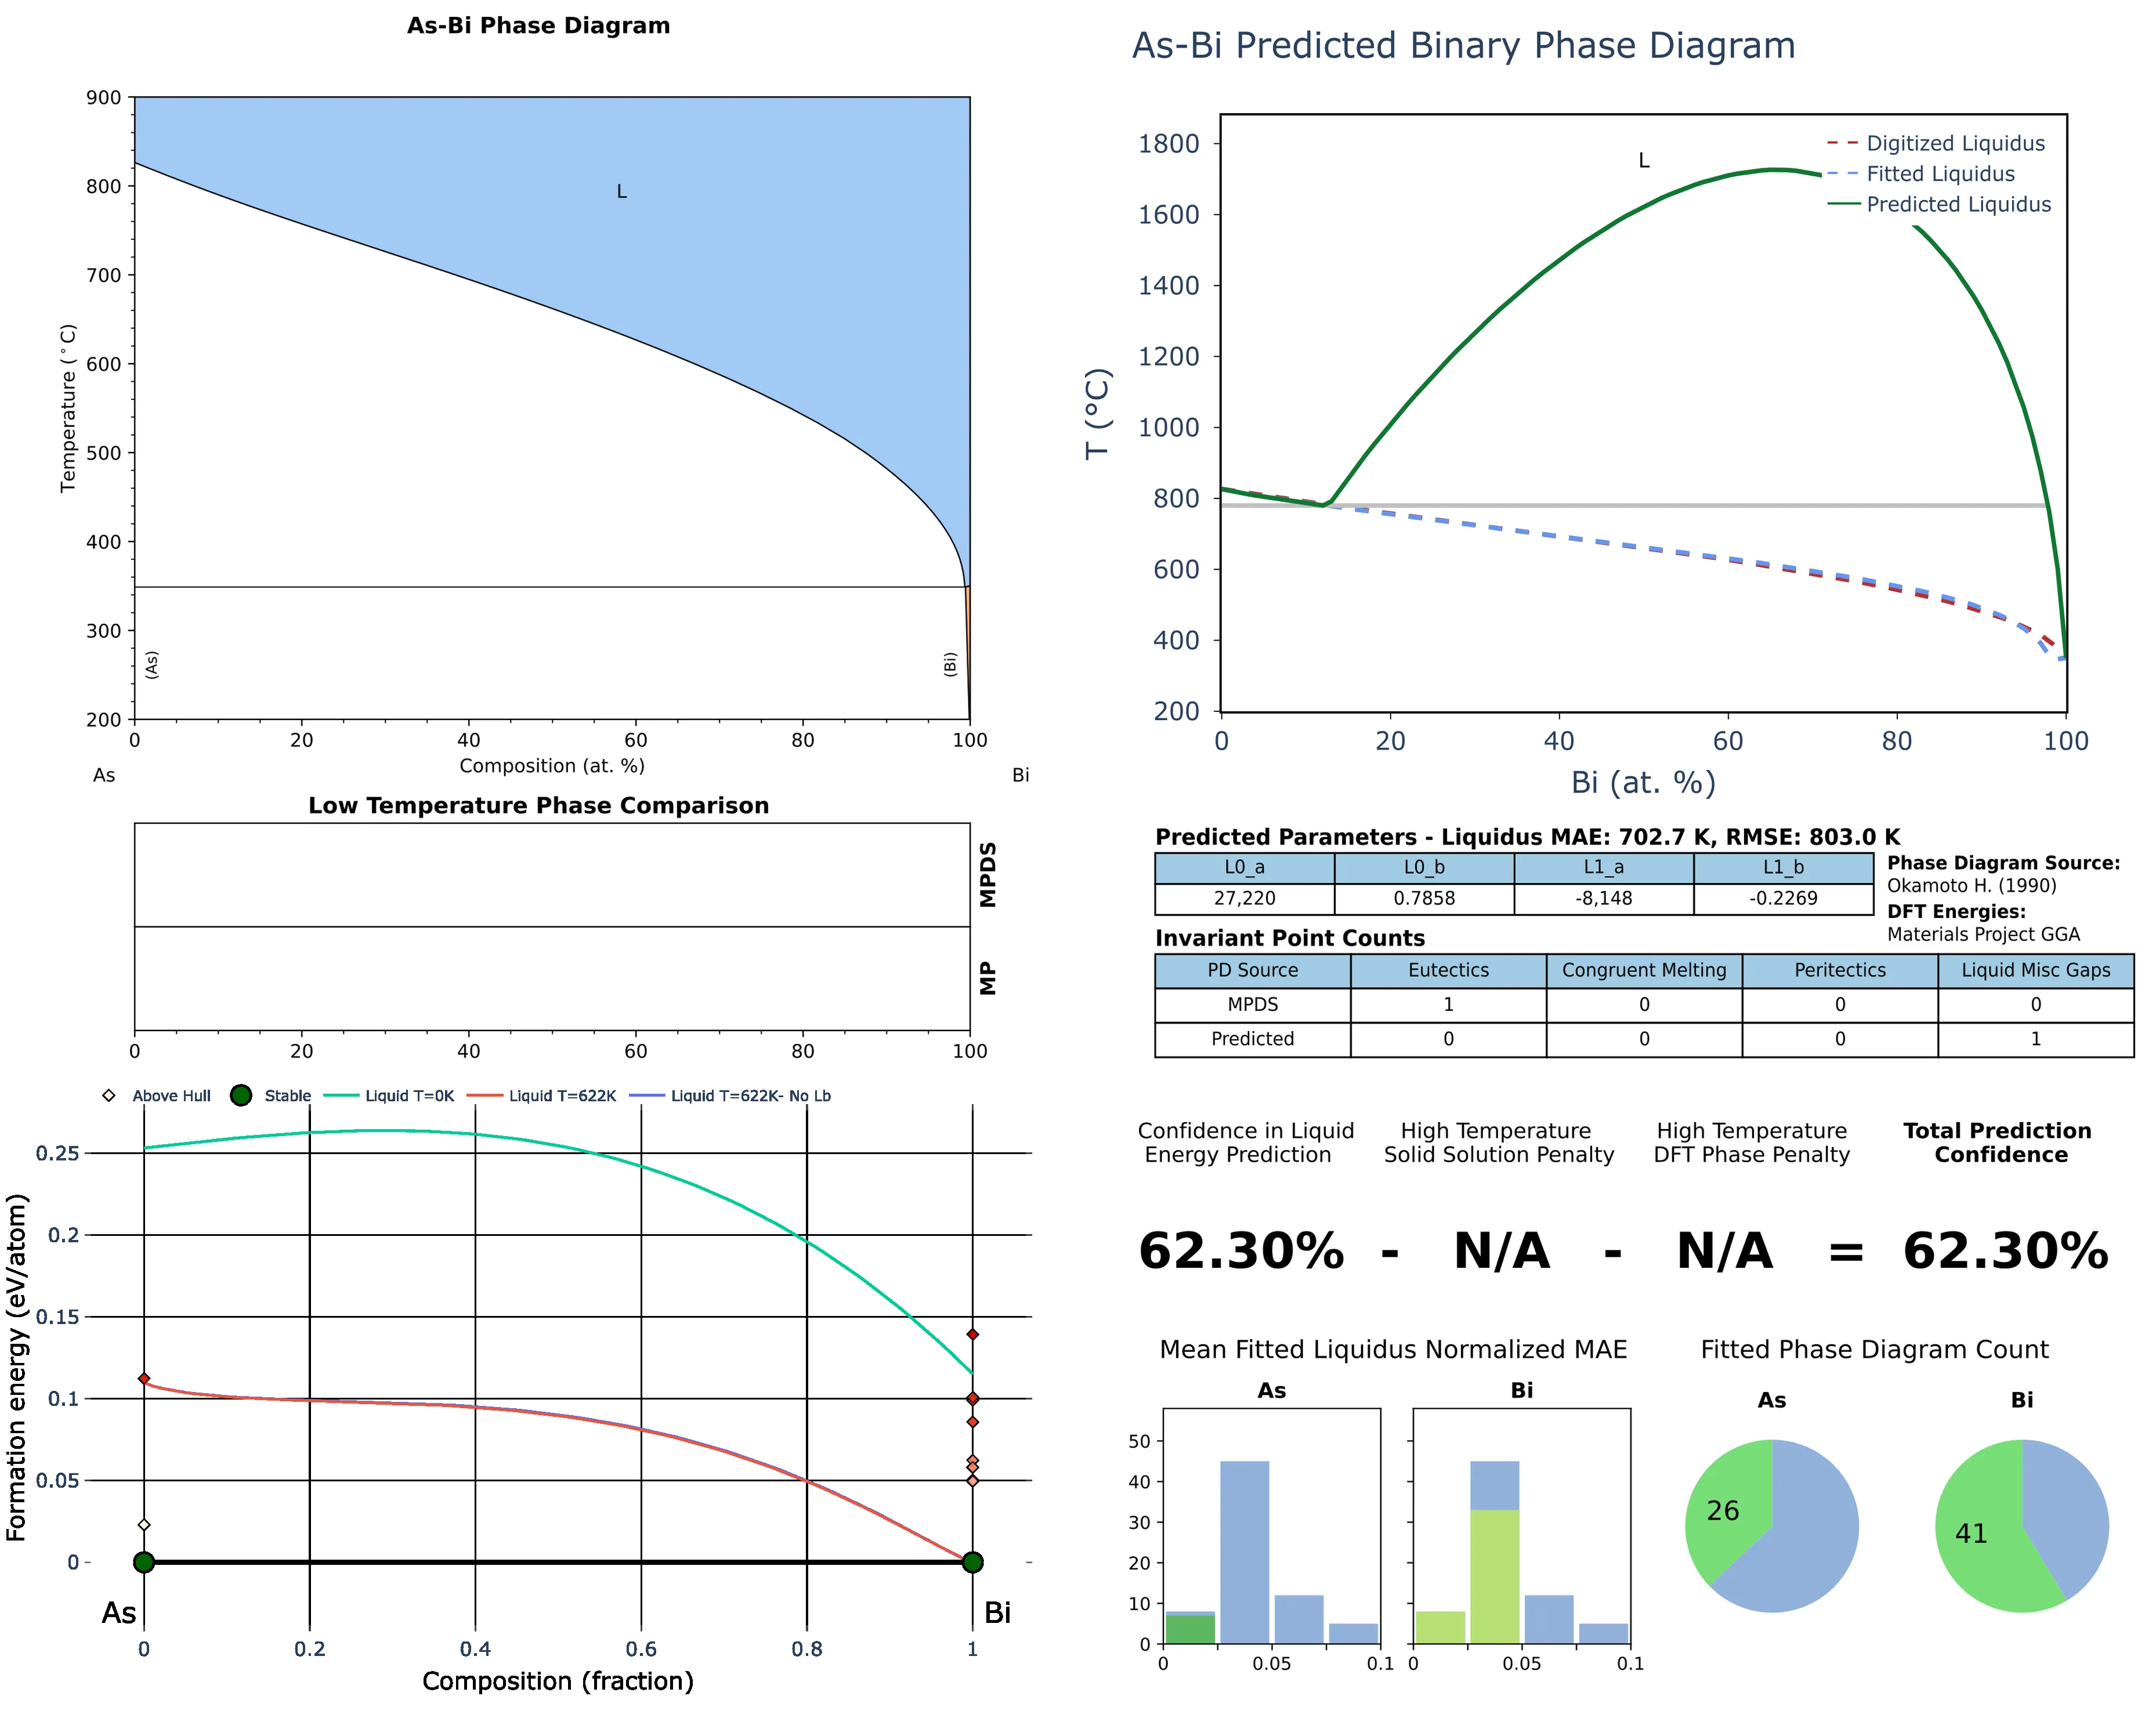 As-Bi Phase Diagram
900
800
700
600
500
400
300
200
Temperature (°C)
L
(As)
(Bi)
0 20 40 60 80 100
Composition (at. %)
As Bi
As-Bi Predicted Binary Phase Diagram
1800
1600
1400
1200
1000
800
600
400
200
T (°C)
L
Digitized Liquidus
Fitted Liquidus
Predicted Liquidus
0 20 40 60 80 100
Bi (at. %)
Low Temperature Phase Comparison
MPDS
MP
0 20 40 60 80 100
Predicted Parameters - Liquidus MAE: 702.7 K, RMSE: 803.0 K
L0_a L0_b L1_a L1_b
27,220 0.7858 -8,148 -0.2269
Phase Diagram Source:
Okamoto H. (1990)
DFT Energies:
Materials Project GGA
Invariant Point Counts
PD Source Eutectics Congruent Melting Peritectics Liquid Misc Gaps
MPDS 1 0 0 0
Predicted 0 0 0 1
Above Hull Stable Liquid T=0K Liquid T=622K Liquid T=622K- No Lb
0.25
0.2
0.15
0.1
0.05
0
Formation energy (eV/atom)
As Bi
0 0.2 0.4 0.6 0.8 1
Composition (fraction)
Confidence in Liquid
Energy Prediction
High Temperature
Solid Solution Penalty
High Temperature
DFT Phase Penalty
Total Prediction
Confidence
62.30% - N/A - N/A = 62.30%
Mean Fitted Liquidus Normalized MAE
As Bi
50
40
30
20
10
0
0 0.05 0.1 0 0.05 0.1
Fitted Phase Diagram Count
As Bi
26 41